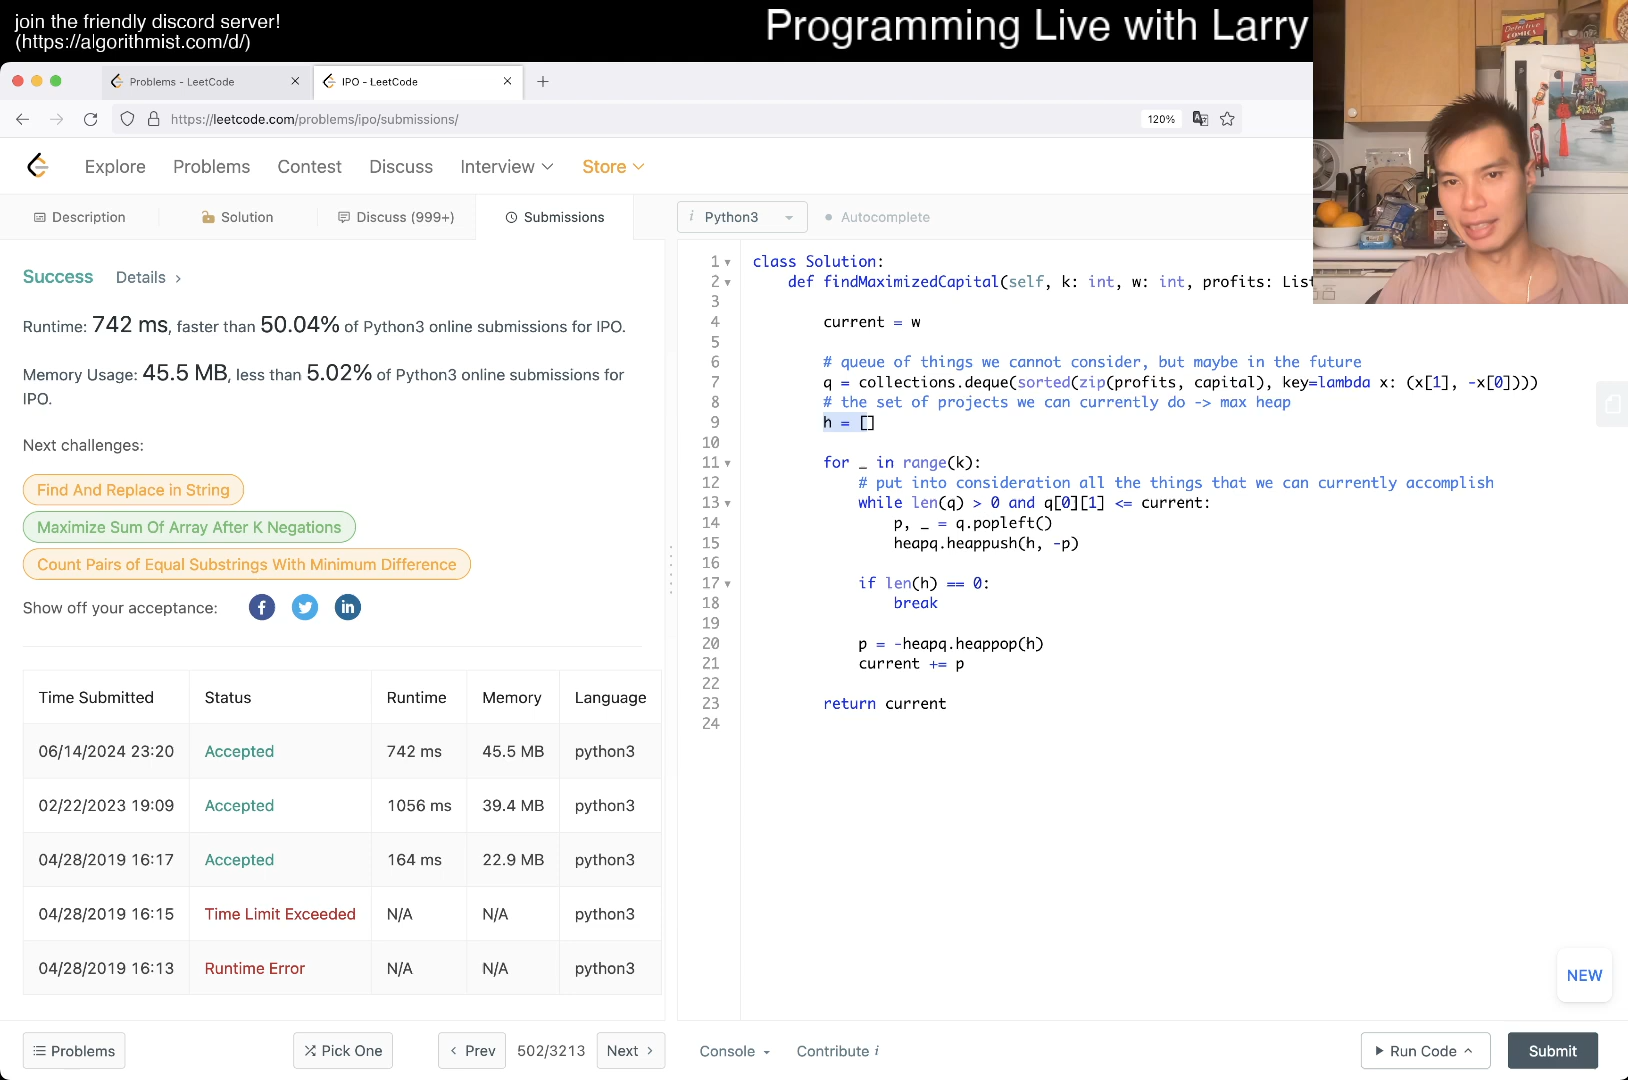 join the friendly discord server!
(https://algorithmist.com/d/)
Programming Live with Larry
Problems - LeetCode
IPO - LeetCode
https://leetcode.com/problems/ipo/submissions/
120%
Explore
Problems
Contest
Discuss
Interview
Store
Description
Solution
Discuss (999+)
Submissions
i Python3
Autocomplete
Success
Details
Runtime: 742 ms, faster than 50.04% of Python3 online submissions for IPO.
Memory Usage: 45.5 MB, less than 5.02% of Python3 online submissions for
IPO.
Next challenges:
Find And Replace in String
Maximize Sum Of Array After K Negations
Count Pairs of Equal Substrings With Minimum Difference
Show off your acceptance:
Time Submitted Status Runtime Memory Language
06/14/2024 23:20 Accepted 742 ms 45.5 MB python3
02/22/2023 19:09 Accepted 1056 ms 39.4 MB python3
04/28/2019 16:17 Accepted 164 ms 22.9 MB python3
04/28/2019 16:15 Time Limit Exceeded N/A N/A python3
04/28/2019 16:13 Runtime Error N/A N/A python3
1 class Solution:
2 def findMaximizedCapital(self, k: int, w: int, profits: List
3
4 current = w
5
6 # queue of things we cannot consider, but maybe in the future
7 q = collections.deque(sorted(zip(profits, capital), key=lambda x: (x[1], -x[0])))
8 # the set of projects we can currently do -> max heap
9 h = []
10
11 for _ in range(k):
12 # put into consideration all the things that we can currently accomplish
13 while len(q) > 0 and q[0][1] <= current:
14 p, _ = q.popleft()
15 heapq.heappush(h, -p)
16
17 if len(h) == 0:
18 break
19
20 p = -heapq.heappop(h)
21 current += p
22
23 return current
24
NEW
Problems
Pick One
Prev
502/3213
Next
Console
Contribute i
Run Code
Submit